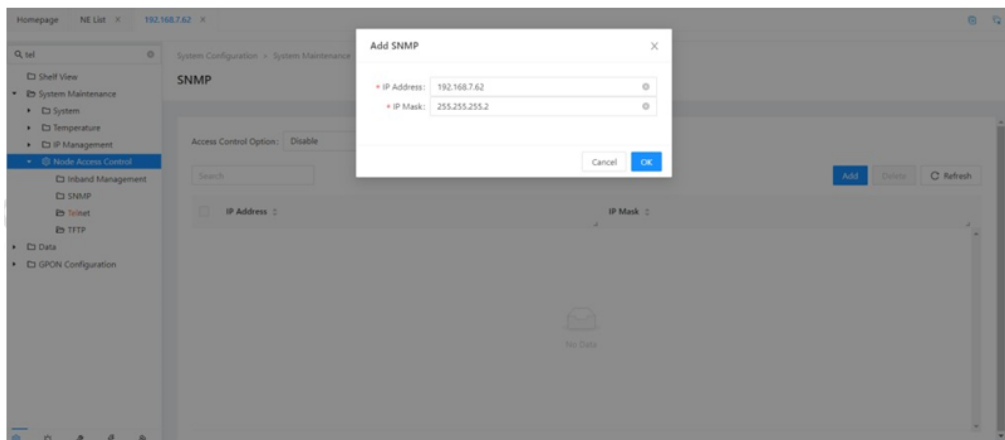 Homepage NE List × 192.168.7.62 ×
tel
Shelf View
System Maintenance
System
Temperature
IP Management
Node Access Control
Inband Management
SNMP
Telnet
TFTP
Data
GPON Configuration
System Configuration > System Maintenance
SNMP
Access Control Option: Disable
Search
Add Delete Refresh
IP Address IP Mask
No Data
Add SNMP
* IP Address: 192.168.7.62
* IP Mask: 255.255.255.2
Cancel OK